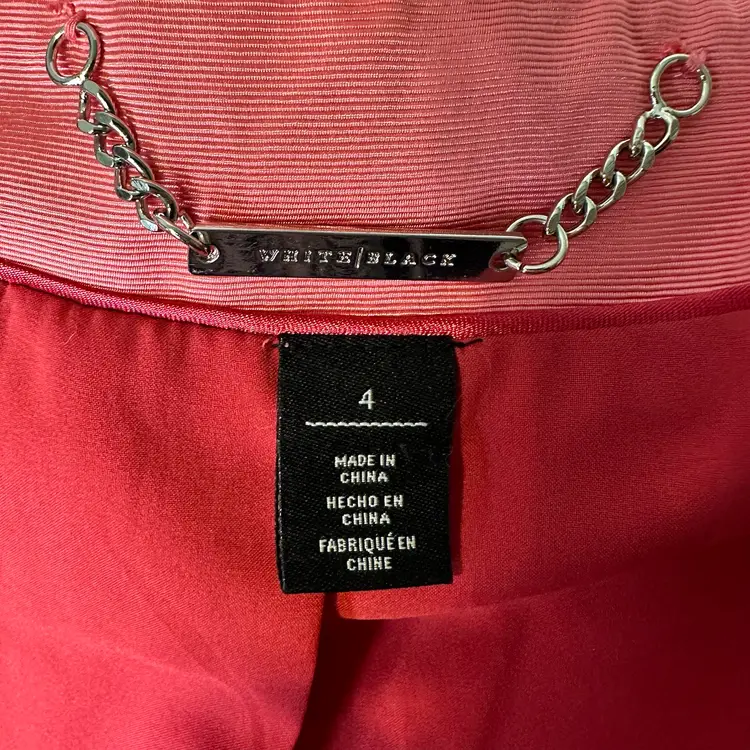 WHITE/BLACK
4
MADE IN
CHINA
HECHO EN
CHINA
FABRIQUÉ EN
CHINE